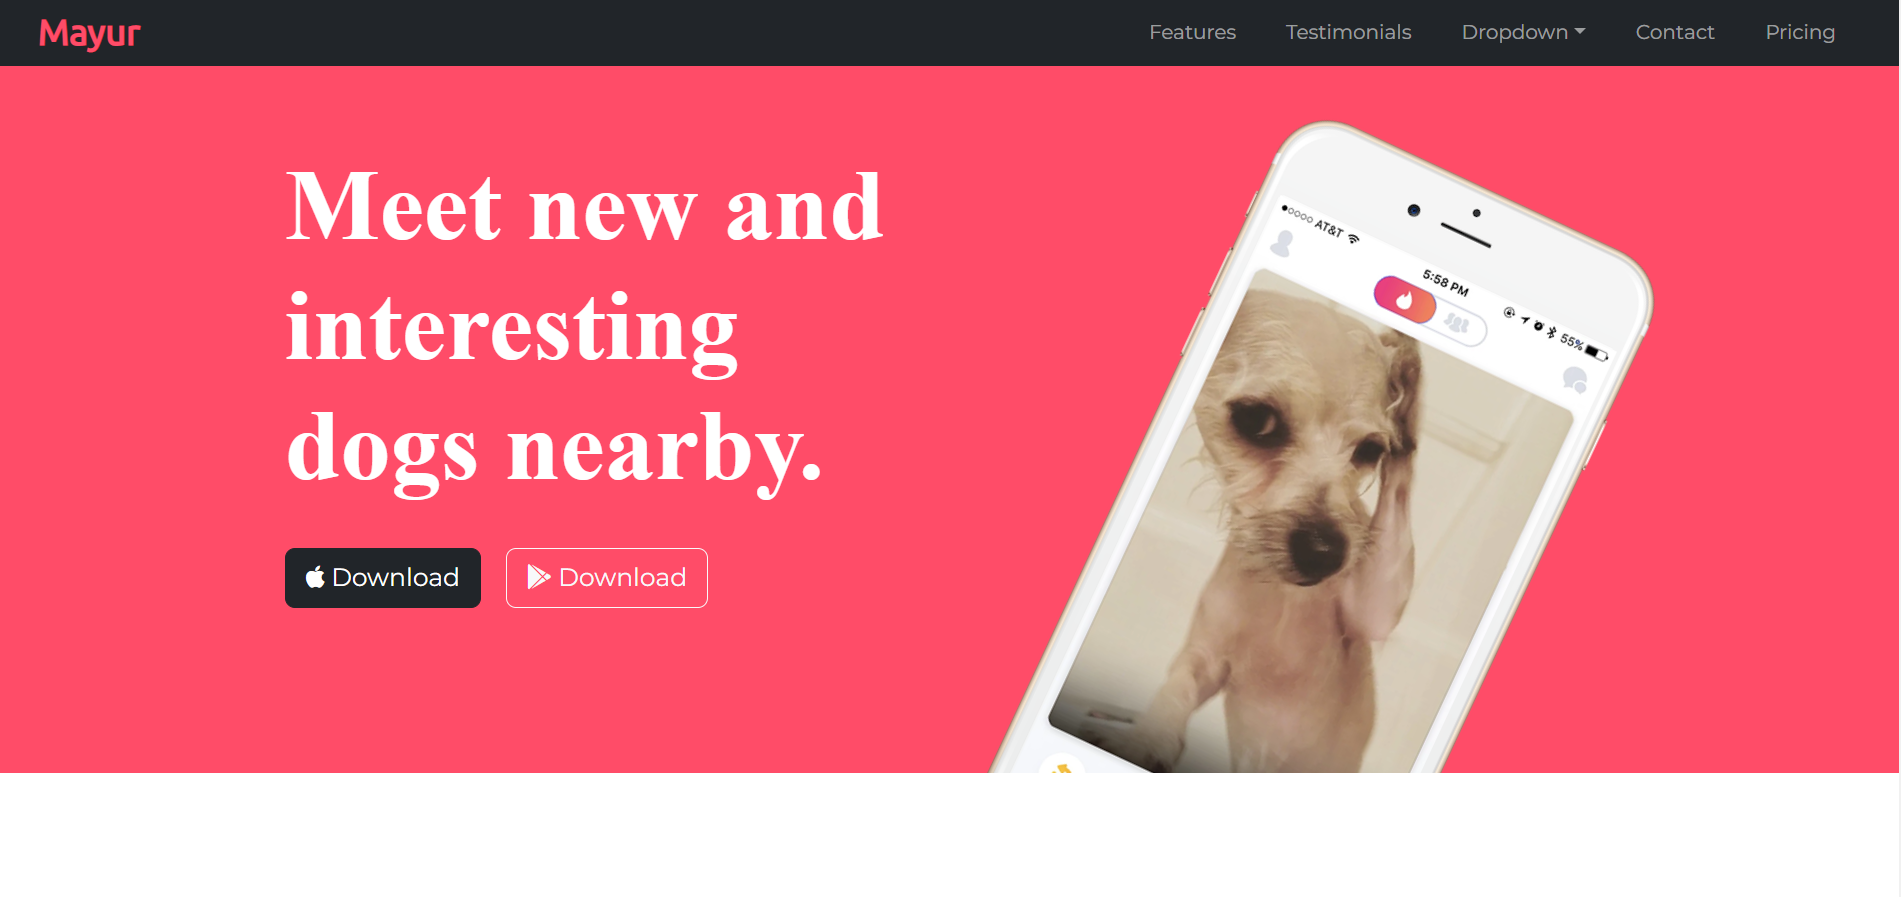 Mayur
Features Testimonials Dropdown Contact Pricing
Meet new and
interesting
dogs nearby.
Download Download
AT&T
5:58 PM
55%